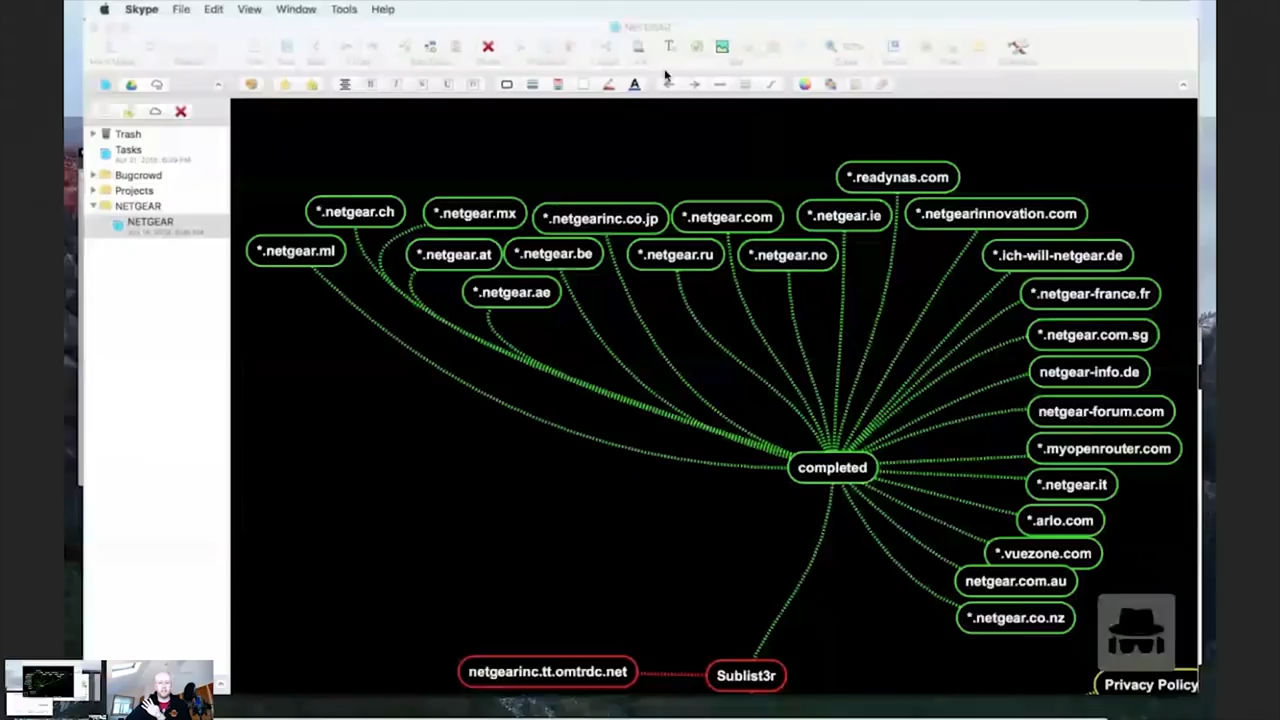 Skype File Edit View Window Tools Help
NETGEAR
Trash
Tasks
Bugcrowd
Projects
NETGEAR
NETGEAR
*.readynas.com
*.netgear.ch
*.netgear.mx
*.netgearinc.co.jp
*.netgear.com
*.netgear.ie
*.netgearinnovation.com
*.netgear.ml
*.netgear.at
*.netgear.be
*.netgear.ru
*.netgear.no
*.ich-will-netgear.de
*.netgear.ae
*.netgear-france.fr
*.netgear.com.sg
netgear-info.de
netgear-forum.com
*.myopenrouter.com
completed
*.netgear.it
*.arlo.com
*.vuezone.com
netgear.com.au
*.netgear.co.nz
netgearinc.tt.omtrdc.net
Sublist3r
Privacy Policy